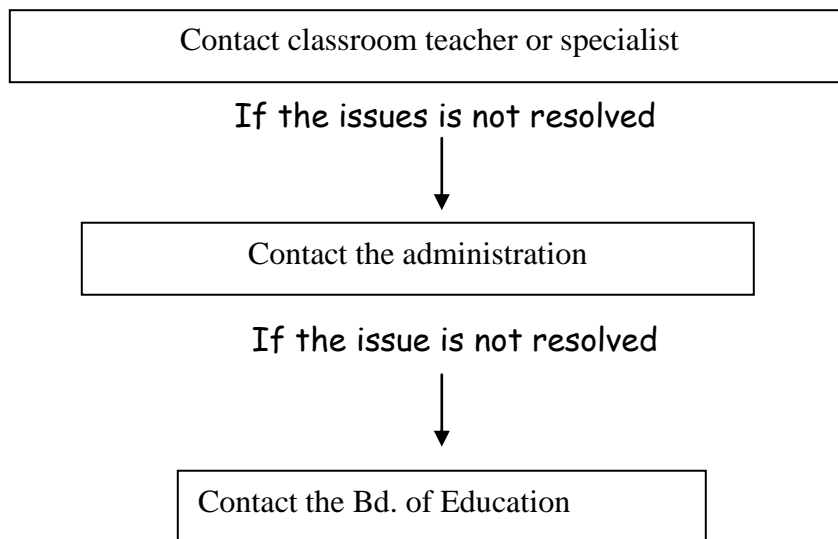 Contact classroom teacher or specialist
If the issues is not resolved
Contact the administration
If the issue is not resolved
Contact the Bd. of Education